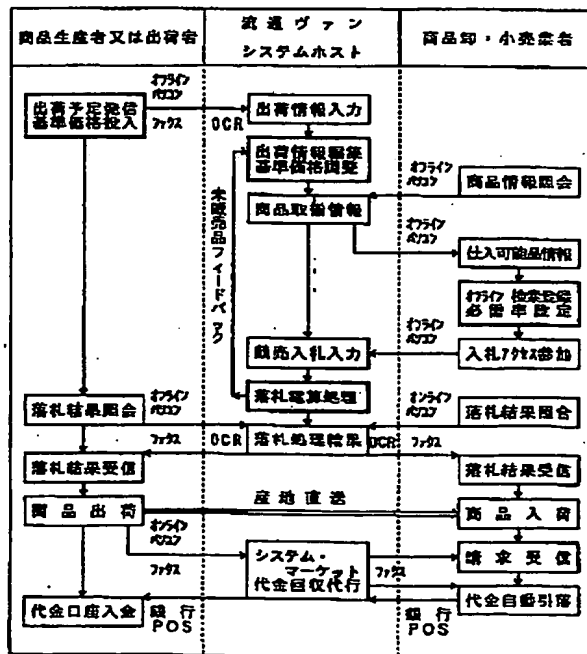 商品生産者又は出荷者
流通ヴァン
システムホスト
商品卸・小売業者
出荷予定発信
基準価格投入
オフライン
パソコン
ファクス
OCR
出荷情報入力
出荷情報編集
基準価格調整
商品取価情報
オフライン
パソコン
商品情報照会
未販売品フィードバック
オフライン
パソコン
仕入可能品情報
オフライン 検索登録
必需率設定
競売入札入力
オフライン
パソコン
入札アクセス参加
落札電算処理
落札結果照会
オフライン
パソコン
オンライン
パソコン
落札結果照会
ファクス
OCR
落札処理結果
OCR
ファクス
落札結果受信
落札結果受信
商品出荷
産地直送
商品入荷
オンライン
パソコン
ファクス
システム・
マーケット
代金回収代行
ファクス
請求受信
代金口座入金
銀行
POS
銀行
POS
代金自動引落